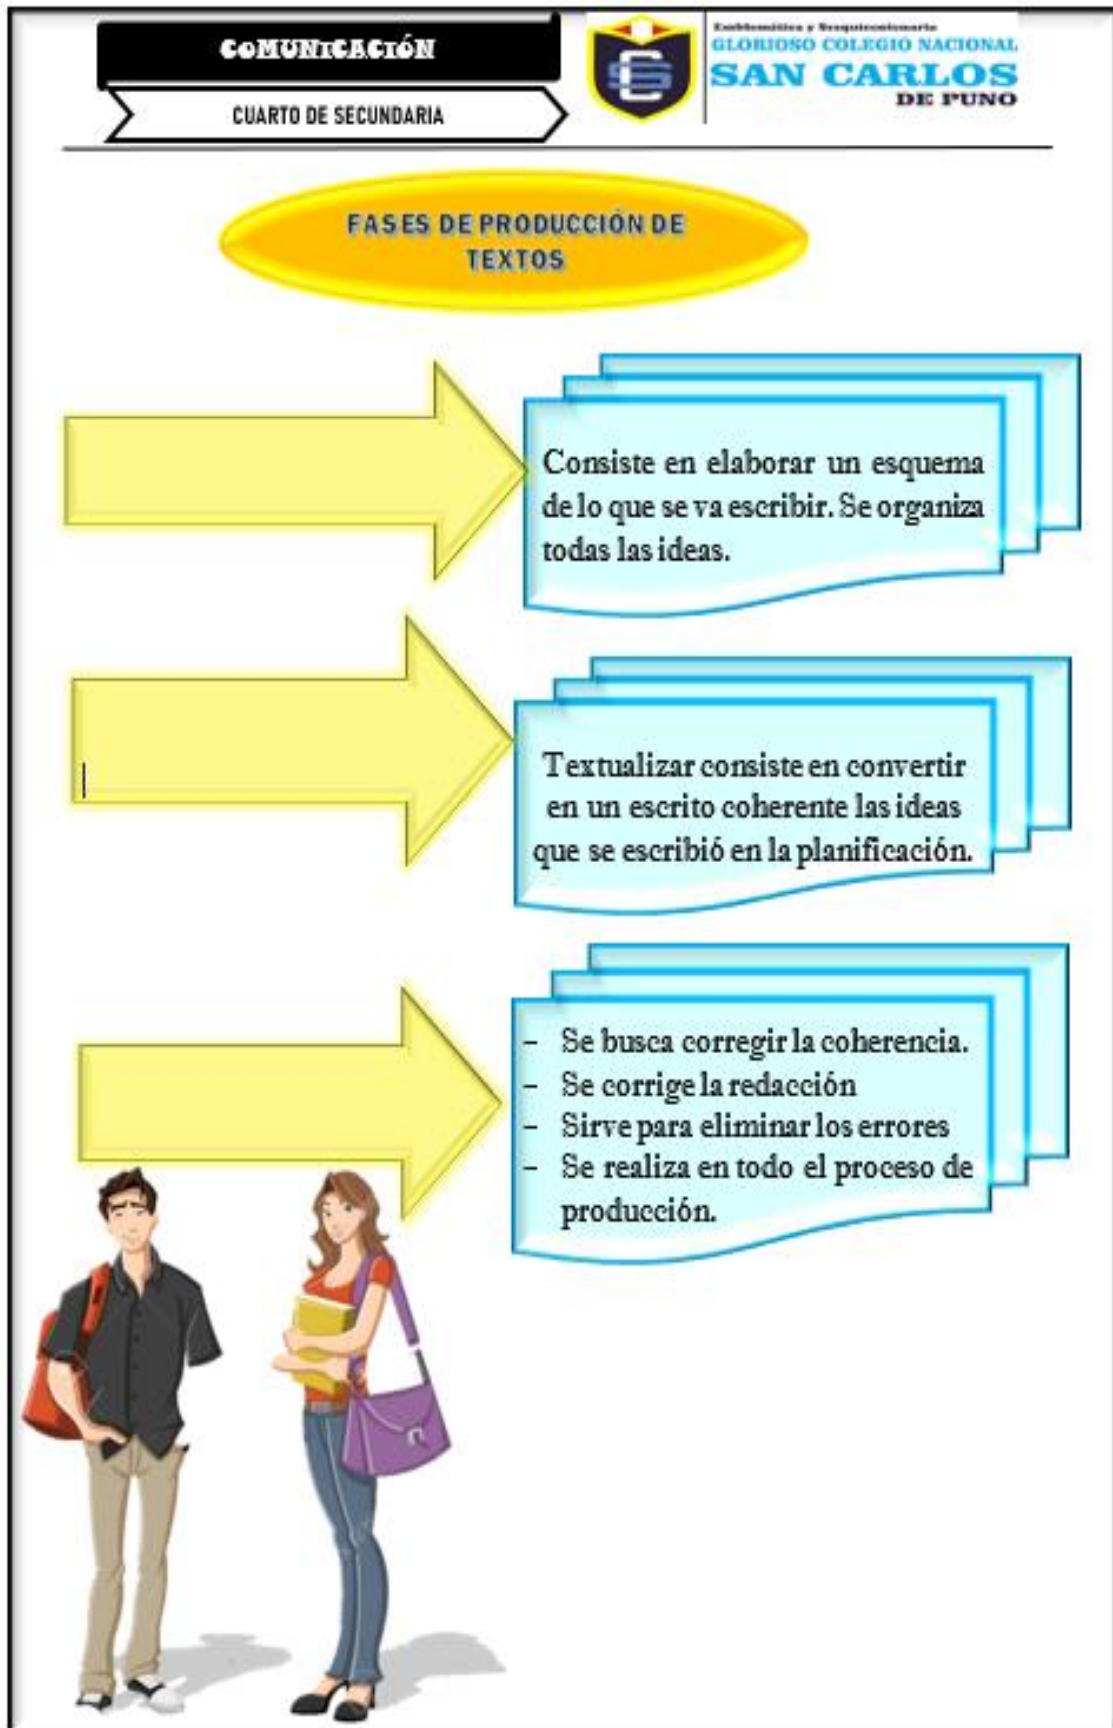 COMUNICACIÓN
CUARTO DE SECUNDARIA
Emblemática y Sesquicentenaria
GLORIOSO COLEGIO NACIONAL
SAN CARLOS
DE PUNO
FASES DE PRODUCCIÓN DE
TEXTOS
Consiste en elaborar un esquema
de lo que se va escribir. Se organiza
todas las ideas.
Textualizar consiste en convertir
en un escrito coherente las ideas
que se escribió en la planificación.
- Se busca corregir la coherencia.
- Se corrige la redacción
- Sirve para eliminar los errores
- Se realiza en todo el proceso de
producción.